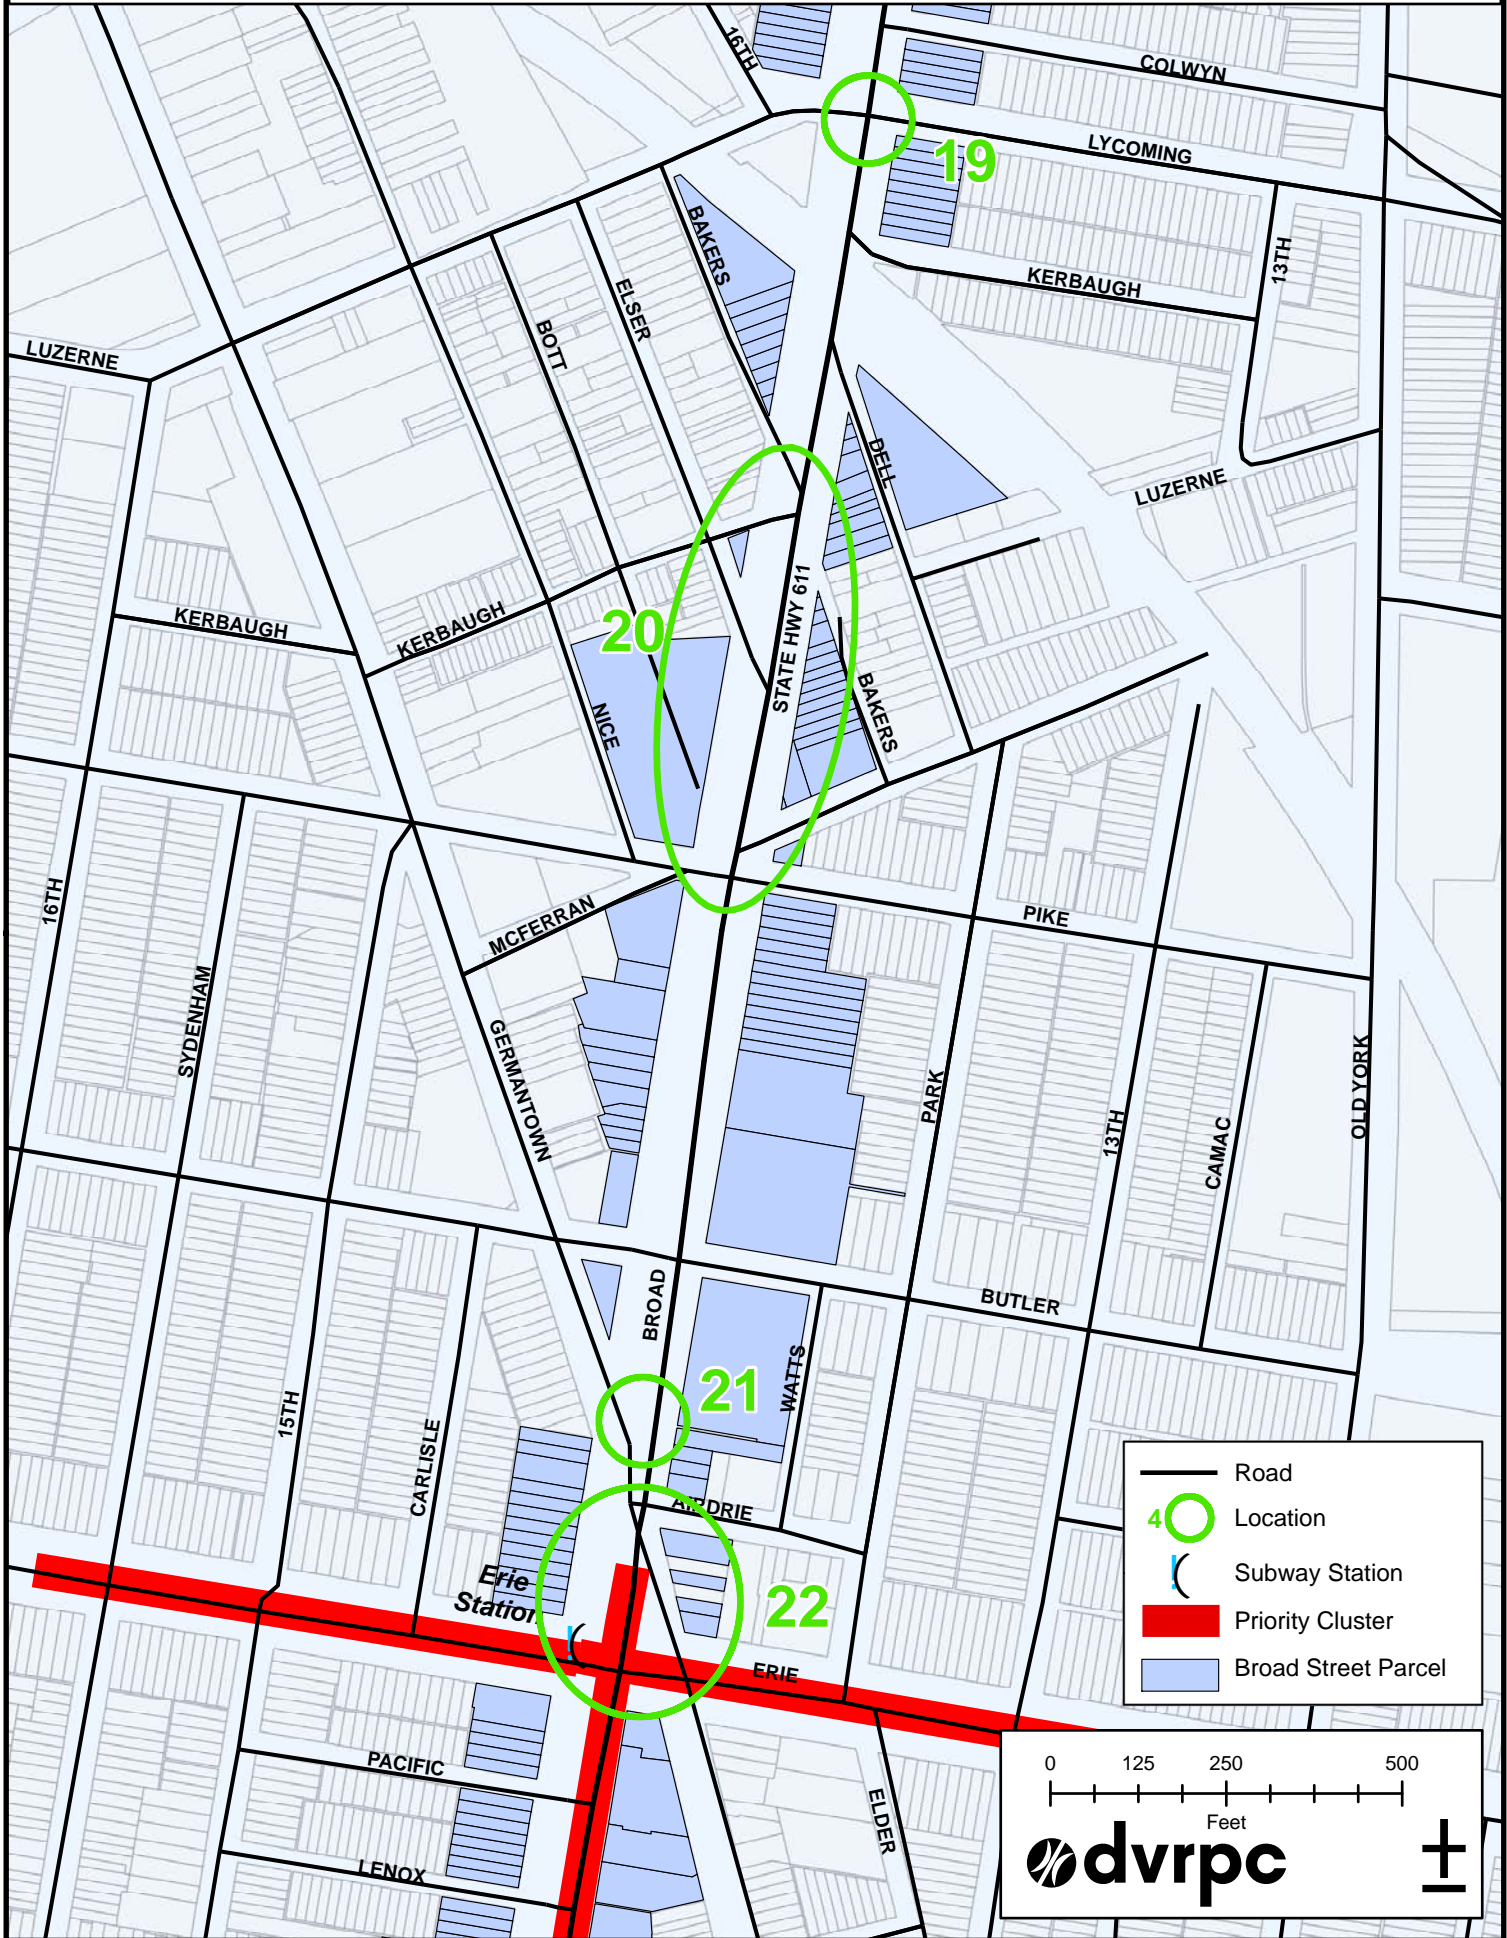 16TH
COLWYN
LYCOMING
19
BAKERS
13TH
KERBAUGH
ELSER
BOTT
LUZERNE
DELL
LUZERNE
STATE HWY 611
KERBAUGH
KERBAUGH
20
BAKERS
NICE
16TH
MCFERRAN
PIKE
SYDENHAM
GERMANTOWN
OLD YORK
PARK
13TH
CAMAC
BROAD
BUTLER
WATTS
21
15TH
CARLISLE
AIRDRIE
Erie
Station
22
ERIE
PACIFIC
ELDER
LENOX
Road
4
Location
Subway Station
Priority Cluster
Broad Street Parcel
0 125 250 500
Feet
dvrpc